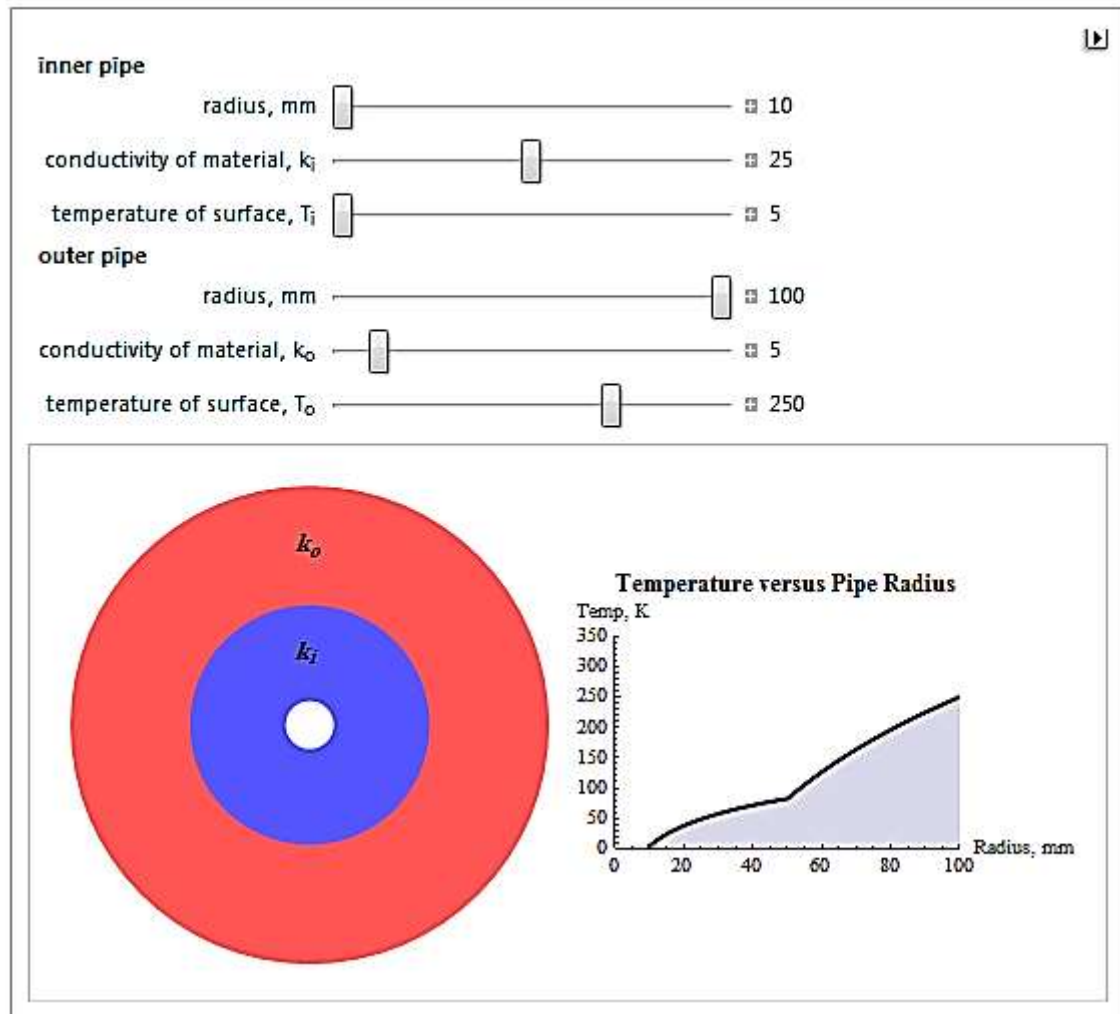 inner pipe
radius, mm 10
conductivity of material, ki 25
temperature of surface, Ti 5
outer pipe
radius, mm 100
conductivity of material, ko 5
temperature of surface, To 250
ko
ki
Temperature versus Pipe Radius
Temp, K
350
300
250
200
150
100
50
0
0 20 40 60 80 100
Radius, mm